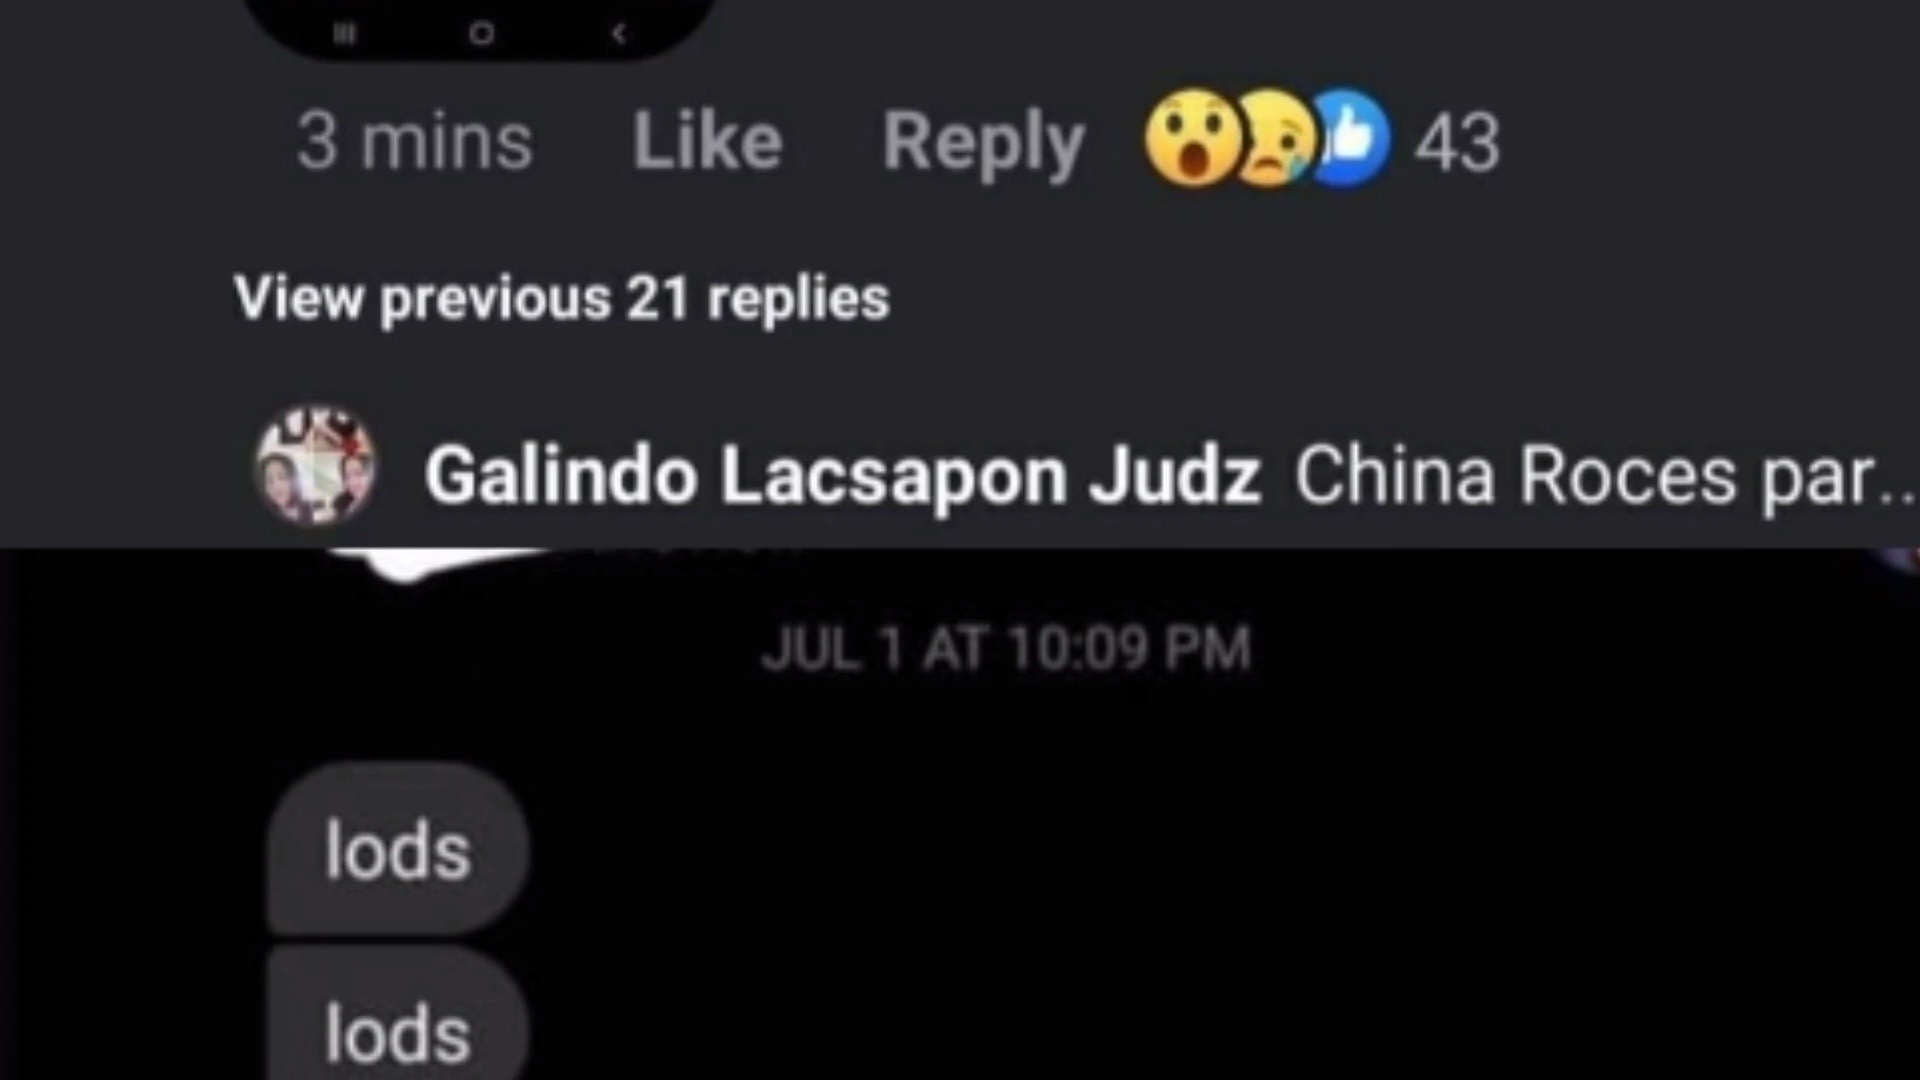 3 mins Like Reply 43
View previous 21 replies
Galindo Lacsapon Judz China Roces par...
JUL 1 AT 10:09 PM
lods
lods